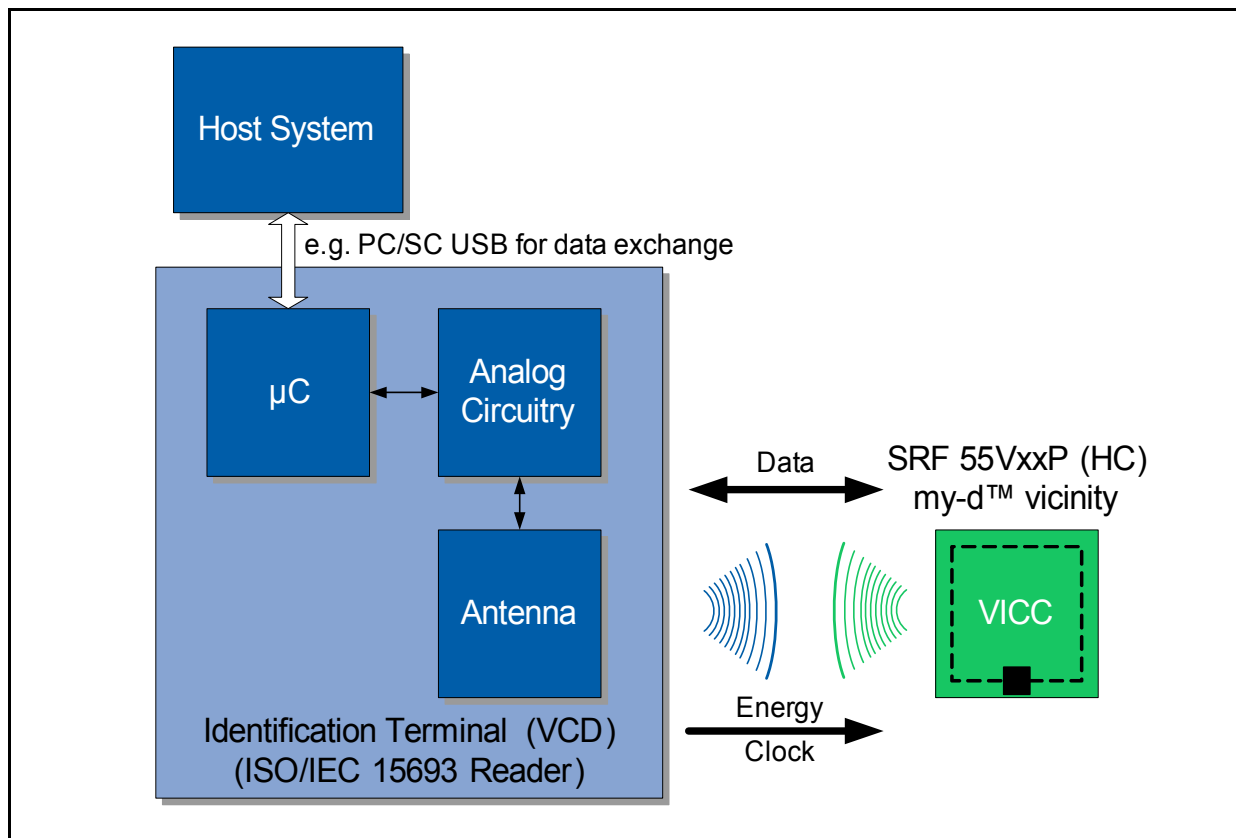 Host System
e.g. PC/SC USB for data exchange
µC
Analog
Circuitry
Antenna
Identification Terminal (VCD)
(ISO/IEC 15693 Reader)
Data
SRF 55VxxP (HC)
my-d™ vicinity
VICC
Energy
Clock